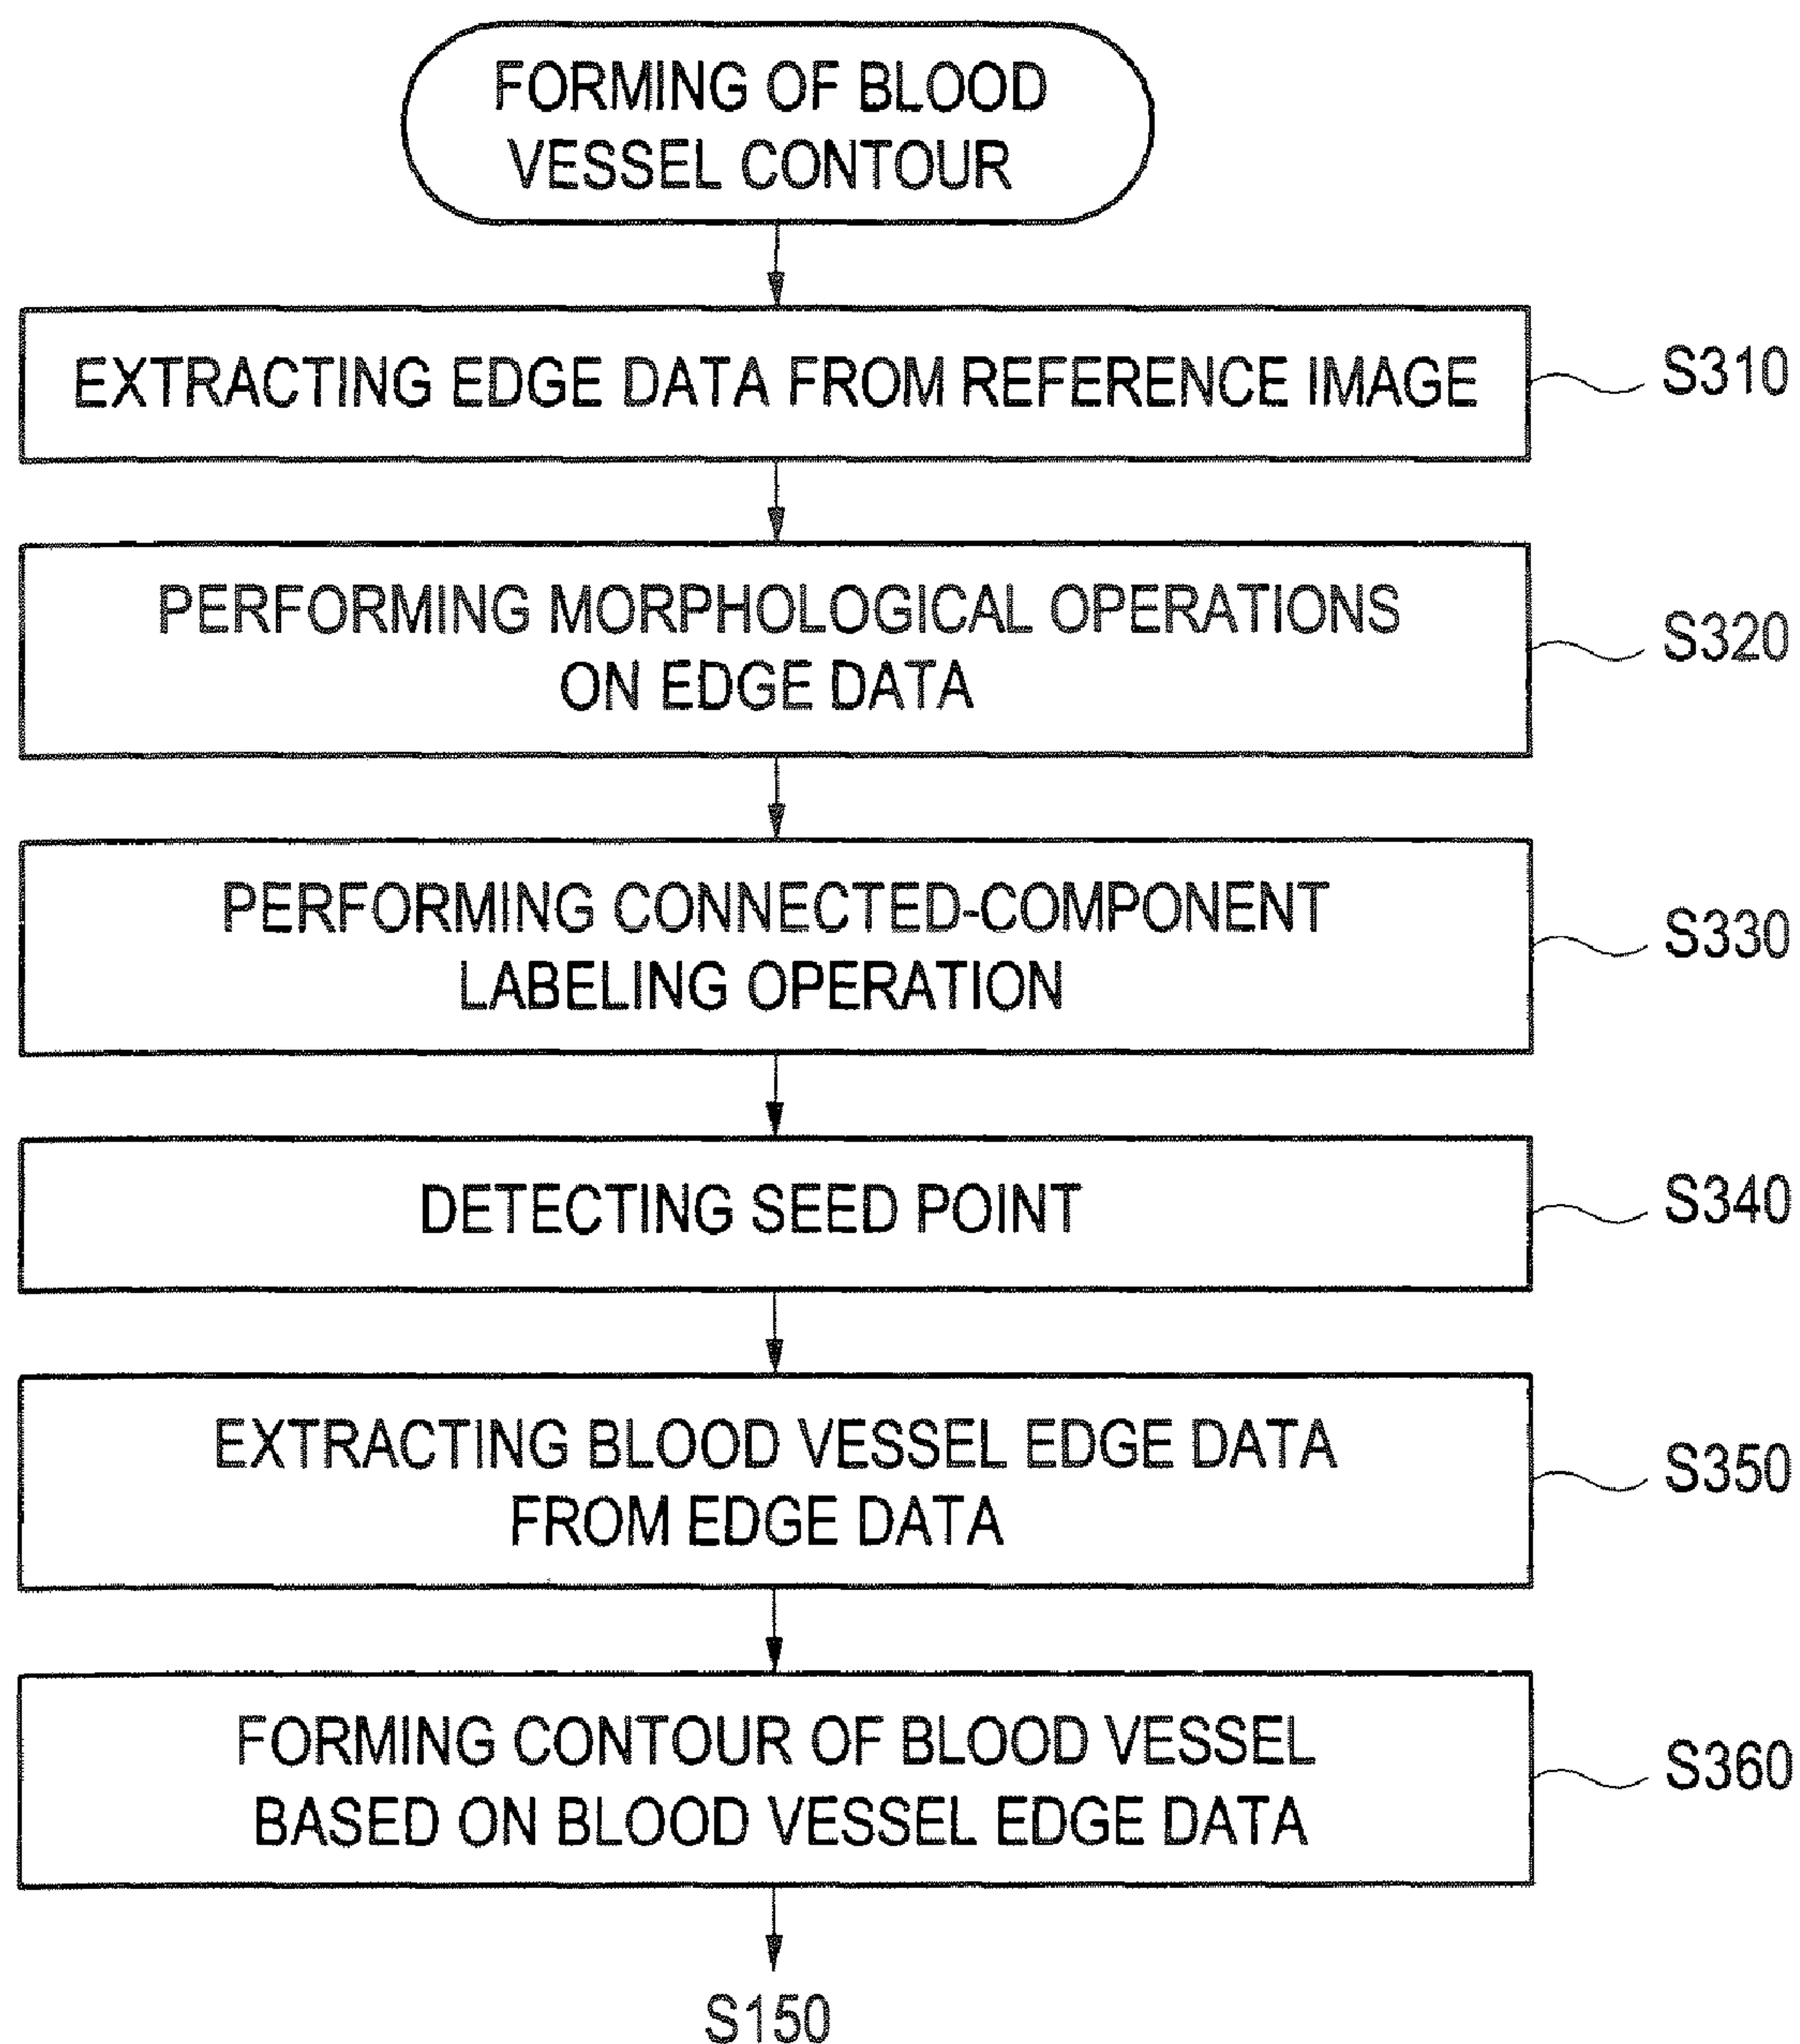 FORMING OF BLOOD
VESSEL CONTOUR
EXTRACTING EDGE DATA FROM REFERENCE IMAGE
S310
PERFORMING MORPHOLOGICAL OPERATIONS
ON EDGE DATA
S320
PERFORMING CONNECTED-COMPONENT
LABELING OPERATION
S330
DETECTING SEED POINT
S340
EXTRACTING BLOOD VESSEL EDGE DATA
FROM EDGE DATA
S350
FORMING CONTOUR OF BLOOD VESSEL
BASED ON BLOOD VESSEL EDGE DATA
S360
S150